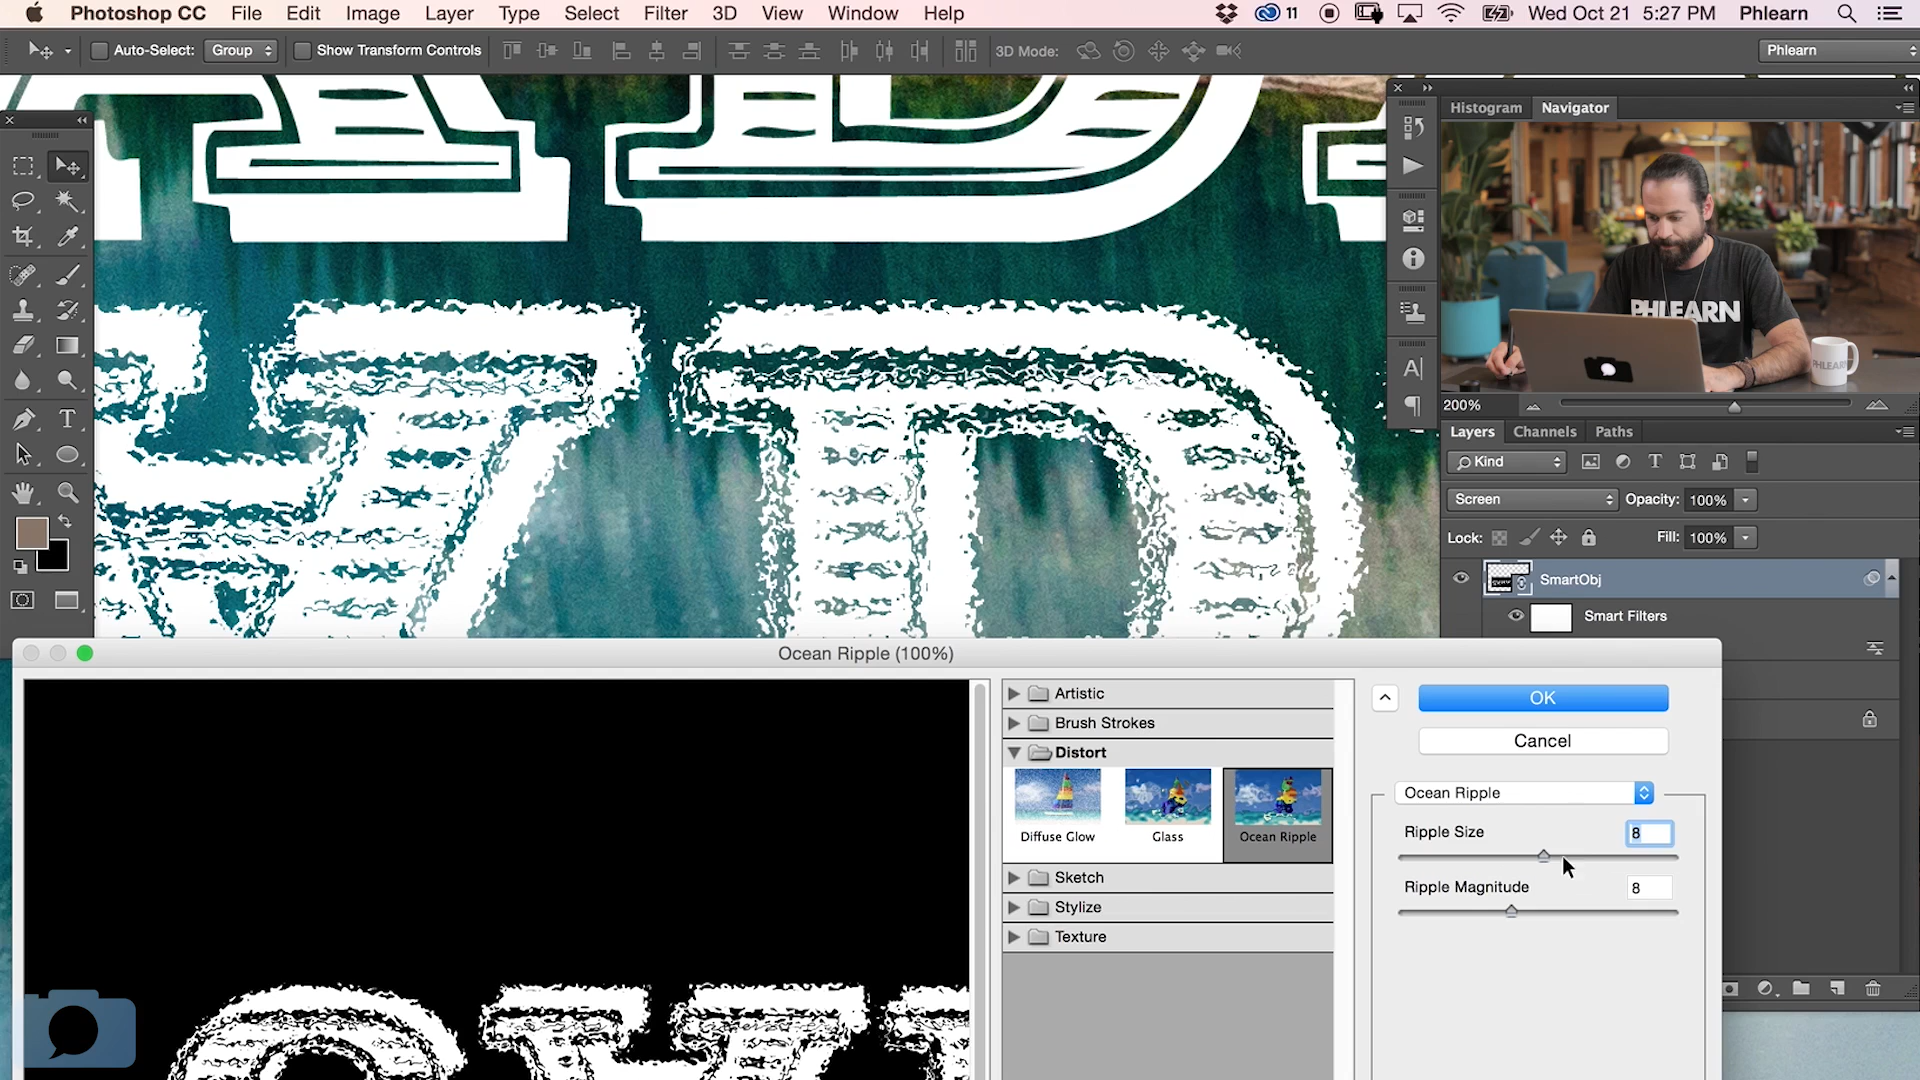 Photoshop CC File Edit Image Layer Type Select Filter 3D View Window Help 11 Wed Oct 21 5:27 PM Phlearn
Auto-Select: Group Show Transform Controls 3D Mode: Phlearn
Histogram Navigator
PHLEARN
PHLEARN
200%
Layers Channels Paths
Kind
Screen Opacity: 100%
Lock: Fill: 100%
SmartObj
Smart Filters
Ocean Ripple (100%)
Artistic
Brush Strokes
Distort
Diffuse Glow Glass Ocean Ripple
Sketch
Stylize
Texture
OK
Cancel
Ocean Ripple
Ripple Size 8
Ripple Magnitude 8